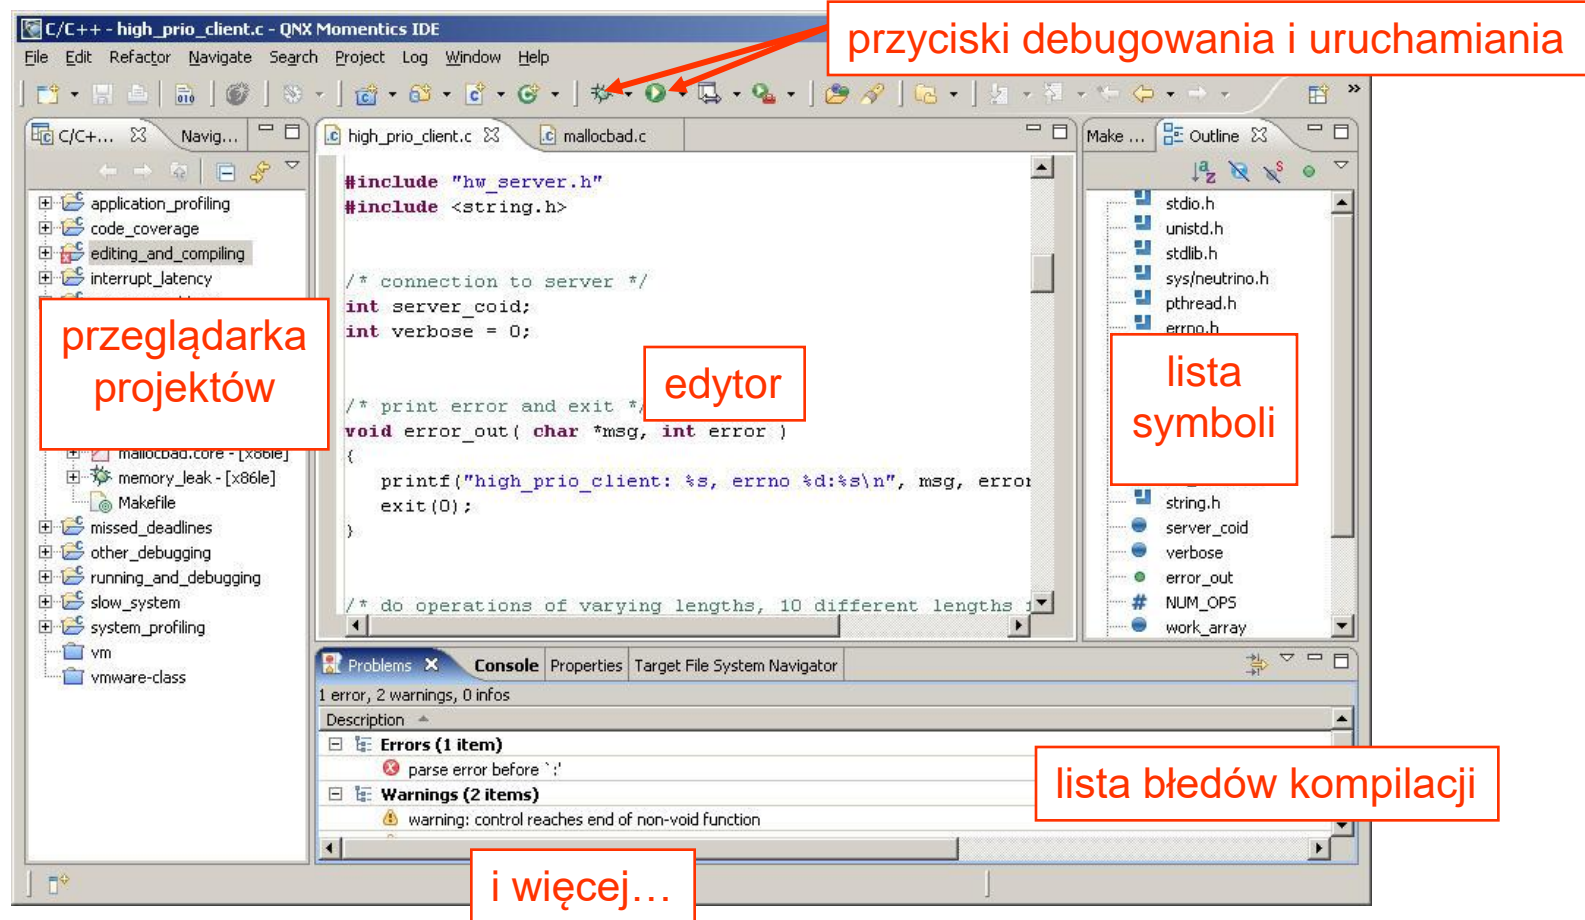 C/C++ - high_prio_client.c - QNX Momentics IDE
przyciski debugowania i uruchamiania
File Edit Refactor Navigate Search Project Log Window Help
C/C+... Navig...
high_prio_client.c mallocbad.c
Make ... Outline
application_profiling
code_coverage
editing_and_compiling
interrupt_latency
przeglądarka
projektów
mallocbad.core - [x86le]
memory_leak - [x86le]
Makefile
missed_deadlines
other_debugging
running_and_debugging
slow_system
system_profiling
vm
vmware-class
#include "hw_server.h"
#include <string.h>
/* connection to server */
int server_coid;
int verbose = 0;
edytor
/* print error and exit */
void error_out( char *msg, int error )
{
printf("high_prio_client: %s, errno %d:%s\n", msg, error
exit(0);
}
/* do operations of varying lengths, 10 different lengths
stdio.h
unistd.h
stdlib.h
sys/neutrino.h
pthread.h
errno.h
lista
symboli
string.h
server_coid
verbose
error_out
NUM_OPS
work_array
Problems Console Properties Target File System Navigator
1 error, 2 warnings, 0 infos
Description
Errors (1 item)
parse error before `:'
Warnings (2 items)
warning: control reaches end of non-void function
lista błedów kompilacji
i więcej...